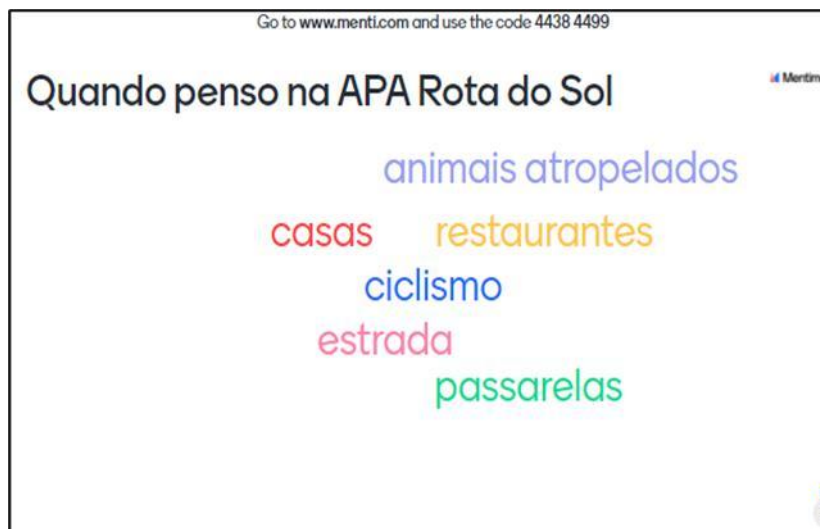 Go to www.menti.com and use the code 4438 4499
Quando penso na APA Rota do Sol
Mentim
animais atropelados
casas restaurantes
ciclismo
estrada
passarelas